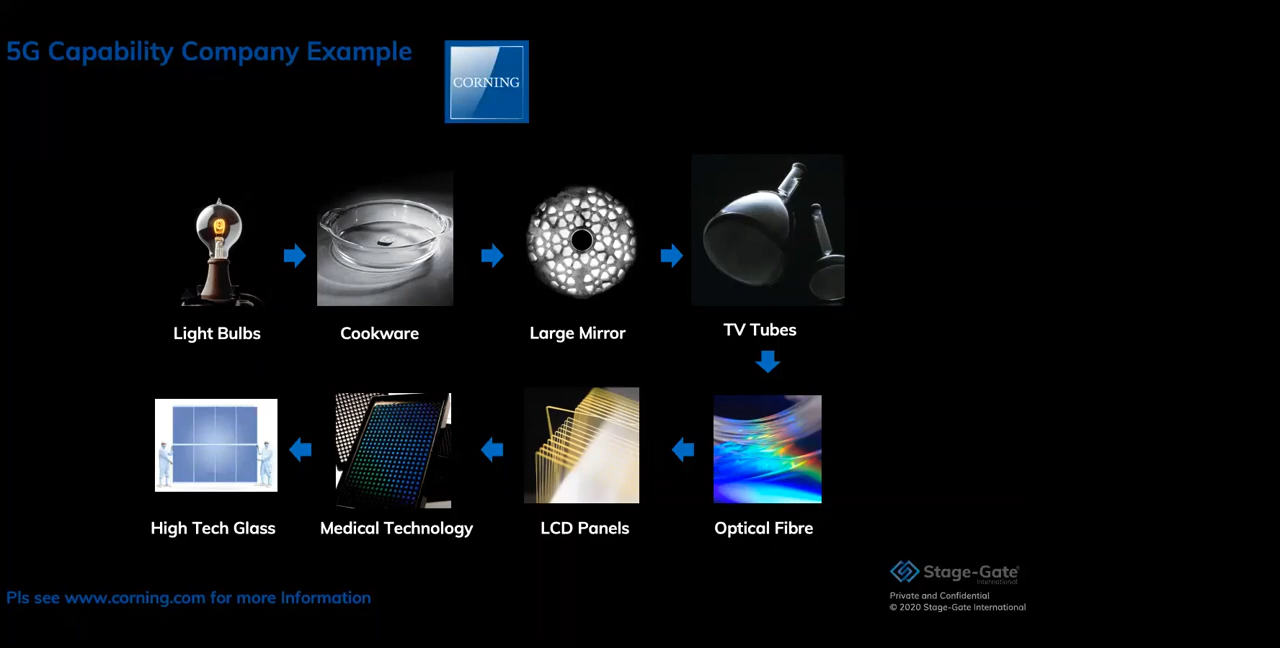 5G Capability Company Example
CORNING
Light Bulbs
Cookware
Large Mirror
TV Tubes
High Tech Glass
Medical Technology
LCD Panels
Optical Fibre
Stage-Gate®
International
Pls see www.corning.com for more Information
Private and Confidential
© 2020 Stage-Gate International